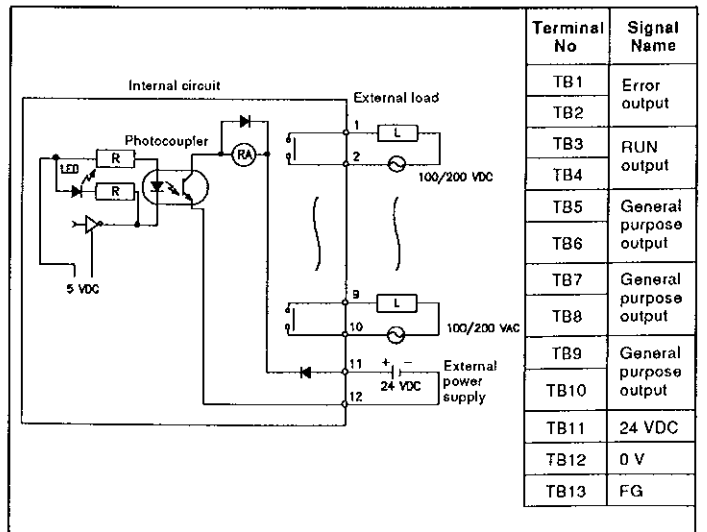 Internal circuit
External load
Photocoupler
LED
R
R
RA
5 VDC
1
L
2
100/200 VDC
9
L
10
100/200 VAC
11
+ −
24 VDC
External
power
supply
12
Terminal No
Signal Name
TB1
TB2
Error
output
TB3
TB4
RUN
output
TB5
TB6
General
purpose
output
TB7
TB8
General
purpose
output
TB9
TB10
General
purpose
output
TB11
24 VDC
TB12
0 V
TB13
FG